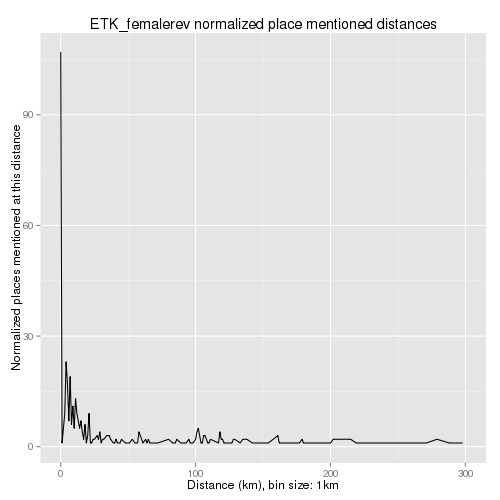 ETK_femalerev normalized place mentioned distances
Normalized places mentioned at this distance
90
60
30
0
0 100 200 300
Distance (km), bin size: 1km